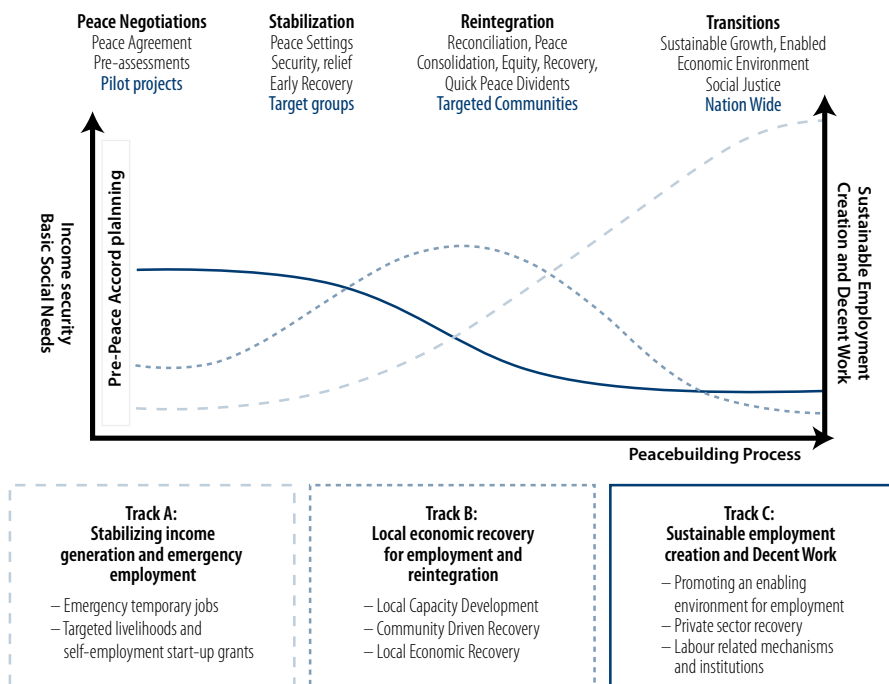 Peace Negotiations
Peace Agreement
Pre-assessments
Pilot projects
Stabilization
Peace Settings
Security, relief
Early Recovery
Target groups
Reintegration
Reconciliation, Peace
Consolidation, Equity, Recovery,
Quick Peace Dividents
Targeted Communities
Transitions
Sustainable Growth, Enabled
Economic Environment
Social Justice
Nation Wide
Income security
Basic Social Needs
Pre-Peace Accord plalnning
Sustainable Employment
Creation and Decent Work
Peacebuilding Process
Track A:
Stabilizing income
generation and emergency
employment
– Emergency temporary jobs
– Targeted livelihoods and
self-employment start-up grants
Track B:
Local economic recovery
for employment and
reintegration
– Local Capacity Development
– Community Driven Recovery
– Local Economic Recovery
Track C:
Sustainable employment
creation and Decent Work
– Promoting an enabling
environment for employment
– Private sector recovery
– Labour related mechanisms
and institutions